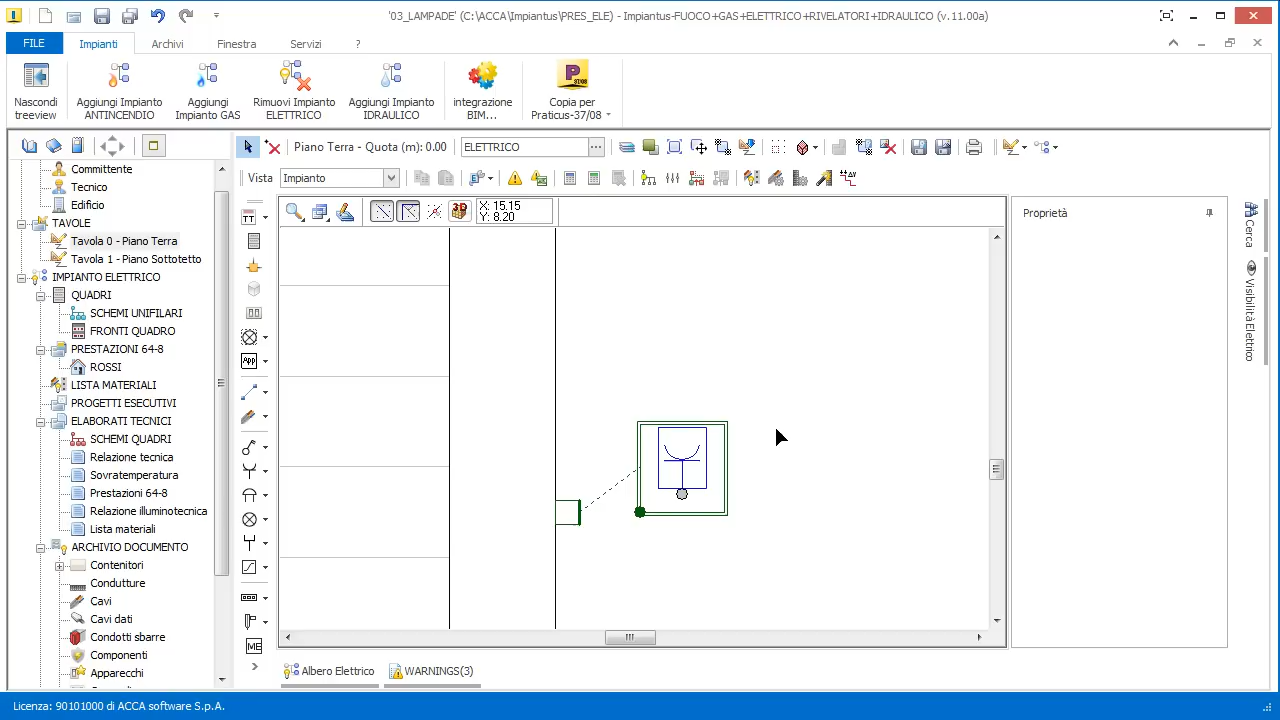 '03_LAMPADE' (C:\ACCA\Impiantus\PRES_ELE) - Impiantus-FUOCO+GAS+ELETTRICO+RIVELATORI+IDRAULICO (v.11.00a)
FILE
Impianti
Archivi
Finestra
Servizi
?
Nascondi treeview
Aggiungi Impianto ANTINCENDIO
Aggiungi Impianto GAS
Rimuovi Impianto ELETTRICO
Aggiungi Impianto IDRAULICO
integrazione BIM...
Copia per Praticus-37/08
Piano Terra - Quota (m): 0.00
ELETTRICO
...
Vista
Impianto
X: 15.15
Y: 8.20
3D
TT
App
ME
Committente
Tecnico
Edificio
TAVOLE
Tavola 0 - Piano Terra
Tavola 1 - Piano Sottotetto
IMPIANTO ELETTRICO
QUADRI
SCHEMI UNIFILARI
FRONTI QUADRO
PRESTAZIONI 64-8
ROSSI
LISTA MATERIALI
PROGETTI ESECUTIVI
ELABORATI TECNICI
SCHEMI QUADRI
Relazione tecnica
Sovratemperatura
Prestazioni 64-8
Relazione illuminotecnica
Lista materiali
ARCHIVIO DOCUMENTO
Contenitori
Condutture
Cavi
Cavi dati
Condotti sbarre
Componenti
Apparecchi
Proprietà
Cerca
Visibilità Elettrico
Albero Elettrico
WARNINGS(3)
Licenza: 90101000 di ACCA software S.p.A.